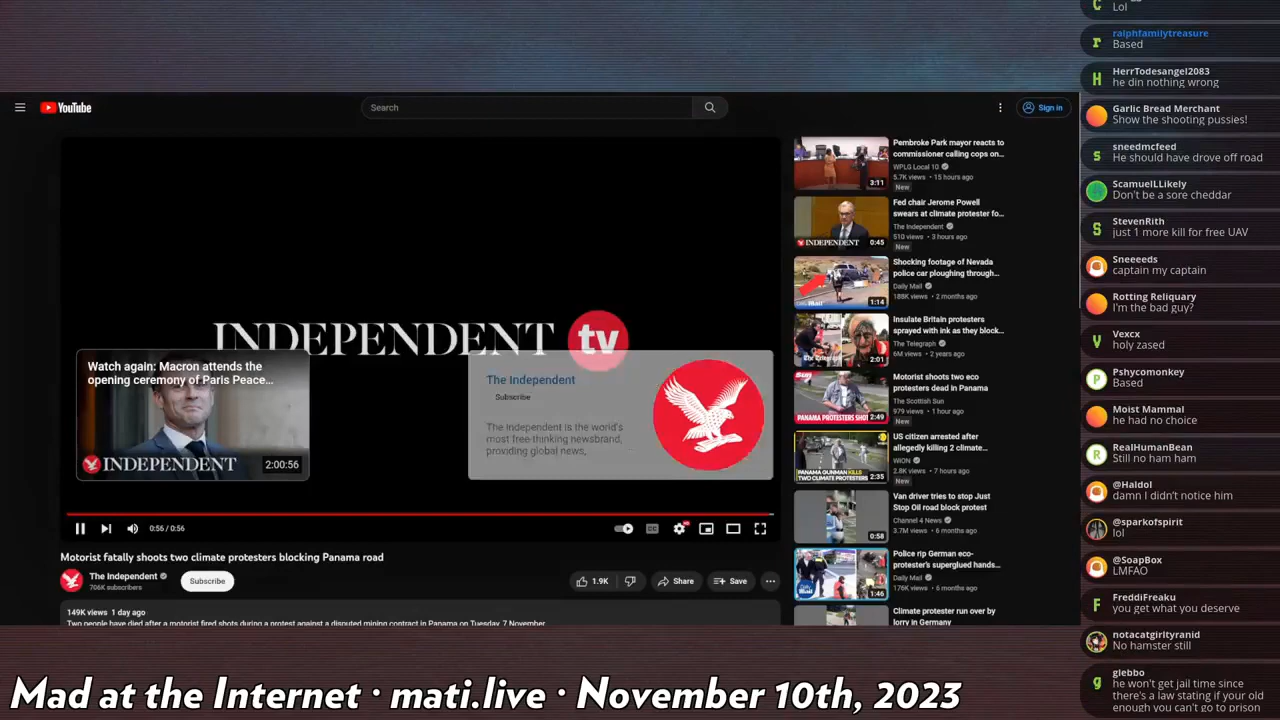 Lol
ralphfamilytreasure
Based
HerrTodesangel2083
he din nothing wrong
Garlic Bread Merchant
Show the shooting pussies!
sneedmcfeed
He should have drove off road
ScamuelLLikely
Don't be a sore cheddar
StevenRith
just 1 more kill for free UAV
Sneeeeds
captain my captain
Rotting Reliquary
I'm the bad guy?
Vexcx
holy zased
Pshycomonkey
Based
Moist Mammal
he had no choice
RealHumanBean
Still no ham ham
@Haldol
damn I didn't notice him
@sparkofspirit
lol
@SoapBox
LMFAO
FreddiFreaku
you get what you deserve
notacatgirltyranid
No hamster still
glebbo
he won't get jail time since
there's a law stating if your old
enough you can't go to prison
YouTube
Search
Sign in
INDEPENDENT tv
Watch again: Macron attends the
opening ceremony of Paris Peace...
INDEPENDENT
2:00:56
The Independent
Subscribe
The Independent is the world's
most free-thinking newsbrand,
providing global news,
0:56 / 0:56
Motorist fatally shoots two climate protesters blocking Panama road
The Independent
706K subscribers
Subscribe
1.9K
Share
Save
149K views 1 day ago
Two people have died after a motorist fired shots during a protest against a disputed mining contract in Panama on Tuesday, 7 November.
Pembroke Park mayor reacts to
commissioner calling cops on...
WPLG Local 10
5.7K views • 15 hours ago
New
3:11
Fed chair Jerome Powell
swears at climate protester fo...
The Independent
510 views • 3 hours ago
New
INDEPENDENT
0:45
Shocking footage of Nevada
police car ploughing through...
Daily Mail
188K views • 2 months ago
1:14
Insulate Britain protesters
sprayed with ink as they block...
The Telegraph
6M views • 2 years ago
2:01
Motorist shoots two eco
protesters dead in Panama
The Scottish Sun
979 views • 1 hour ago
New
PANAMA PROTESTERS SHOT
2:49
US citizen arrested after
allegedly killing 2 climate...
WION
2.8K views • 7 hours ago
New
PANAMA GUNMAN KILLS
TWO CLIMATE PROTESTERS
2:35
Van driver tries to stop Just
Stop Oil road block protest
Channel 4 News
3.7M views • 6 months ago
0:58
Police rip German eco-
protester's superglued hands...
Daily Mail
176K views • 6 months ago
1:46
Climate protester run over by
lorry in Germany
Mad at the Internet • mati.live • November 10th, 2023